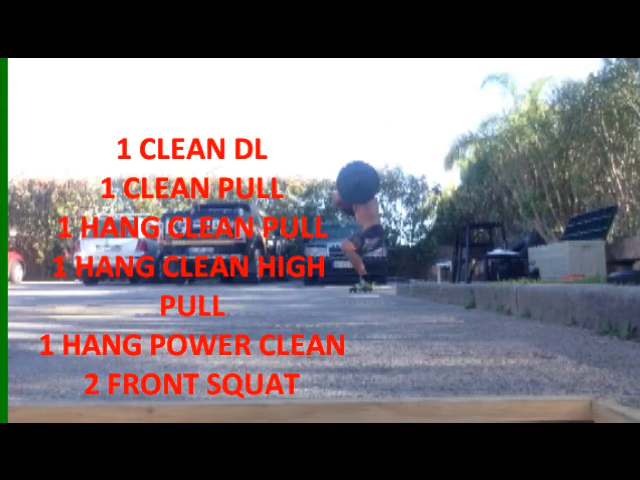 1 CLEAN DL
1 CLEAN PULL
1 HANG CLEAN PULL
1 HANG CLEAN HIGH
PULL
1 HANG POWER CLEAN
2 FRONT SQUAT